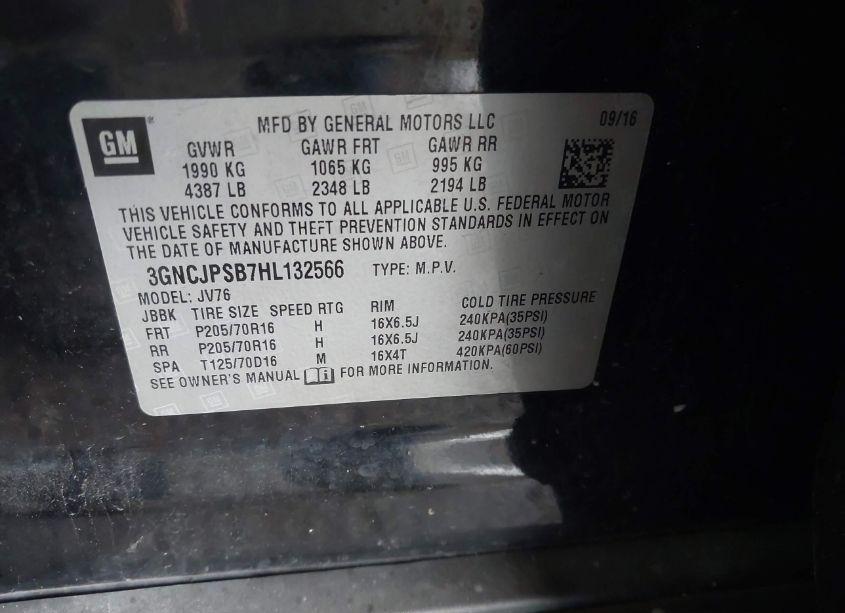 GM
MFD BY GENERAL MOTORS LLC 09/16
GVWR GAWR FRT GAWR RR
1990 KG 1065 KG 995 KG
4387 LB 2348 LB 2194 LB
THIS VEHICLE CONFORMS TO ALL APPLICABLE U.S. FEDERAL MOTOR
VEHICLE SAFETY AND THEFT PREVENTION STANDARDS IN EFFECT ON
THE DATE OF MANUFACTURE SHOWN ABOVE.
3GNCJPSB7HL132566 TYPE: M.P.V.
MODEL: JV76
JBBK TIRE SIZE SPEED RTG RIM COLD TIRE PRESSURE
FRT P205/70R16 H 16X6.5J 240KPA(35PSI)
RR P205/70R16 H 16X6.5J 240KPA(35PSI)
SPA T125/70D16 M 16X4T 420KPA(60PSI)
SEE OWNER'S MANUAL FOR MORE INFORMATION.